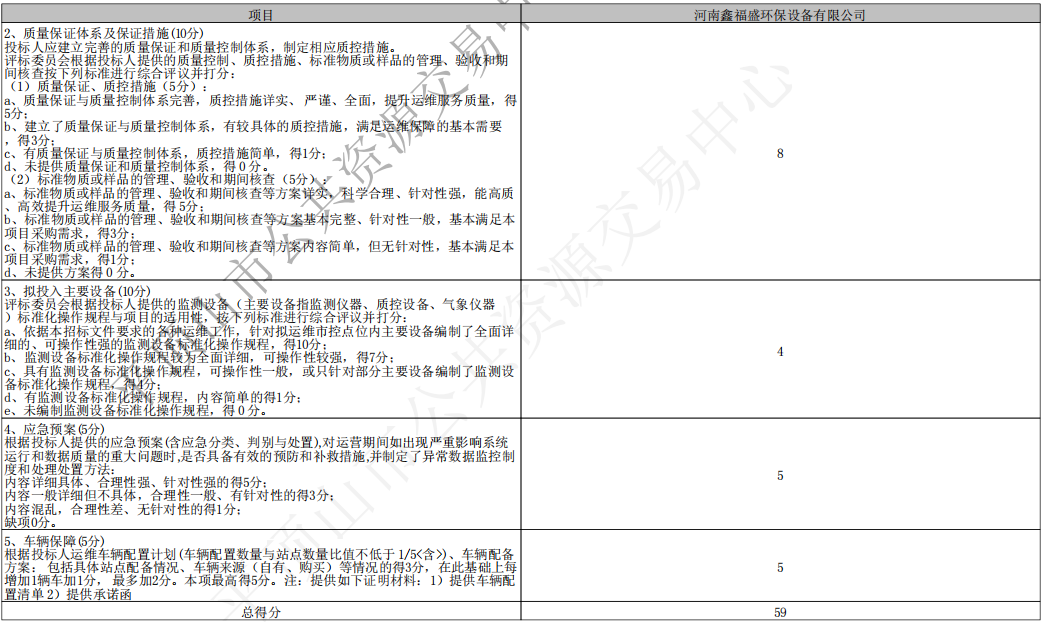 项目
河南鑫福盛环保设备有限公司
2、质量保证体系及保证措施(10分)
投标人应建立完善的质量保证和质量控制体系，制定相应质控措施。
评标委员会根据投标人提供的质量控制、质控措施、标准物质或样品的管理、验收和期
间核查按下列标准进行综合评议并打分：
（1）质量保证、质控措施（5分）：
a、质量保证与质量控制体系完善，质控措施详实、 严谨、全面，提升运维服务质量，得
5分；
b、建立了质量保证与质量控制体系，有较具体的质控措施，满足运维保障的基本需要
，得3分；
c、有质量保证与质量控制体系，质控措施简单，得1分；
d、未提供质量保证和质量控制体系，得 0 分。
（2）标准物质或样品的管理、验收和期间核查（5分）：
a、标准物质或样品的管理、验收和期间核查等方案详实，科学合理、针对性强，能高质
、高效提升运维服务质量，得 5分；
b、标准物质或样品的管理、验收和期间核查等方案基本完整、针对性一般，基本满足本
项目采购需求，得3分；
c、标准物质或样品的管理、验收和期间核查等方案内容简单，但无针对性，基本满足本
项目采购需求，得1分；
d、未提供方案得 0 分。
8
3、拟投入主要设备(10分)
评标委员会根据投标人提供的监测设备（主要设备指监测仪器、质控设备、气象仪器
）标准化操作规程与项目的适用性，按下列标准进行综合评议并打分：
a、依据本招标文件要求的各种运维工作，针对拟运维市控点位内主要设备编制了全面详
细的、可操作性强的监测设备标准化操作规程，得10分；
b、监测设备标准化操作规程较为全面详细，可操作性较强，得7分；
c、具有监测设备标准化操作规程，可操作性一般，或只针对部分主要设备编制了监测设
备标准化操作规程，得4分；
d、有监测设备标准化操作规程，内容简单的得1分；
e、未编制监测设备标准化操作规程，得 0 分。
4
4、应急预案(5分)
根据投标人提供的应急预案(含应急分类、判别与处置),对运营期间如出现严重影响系统
运行和数据质量的重大问题时,是否具备有效的预防和补救措施,并制定了异常数据监控制
度和处理处置方法：
内容详细具体、合理性强、针对性强的得5分；
内容一般详细但不具体，合理性一般、有针对性的得3分；
内容混乱，合理性差、无针对性的得1分；
缺项0分。
5
5、车辆保障(5分)
根据投标人运维车辆配置计划(车辆配置数量与站点数量比值不低于 1/5<含>)、车辆配备
方案： 包括具体站点配备情况、车辆来源（自有、购买）等情况的得3分，在此基础上每
增加1辆车加1分， 最多加2分。本项最高得5分。注：提供如下证明材料：1）提供车辆配
置清单 2）提供承诺函
5
总得分
59
平顶山市公共资源交易中心
平顶山市公共资源交易中心